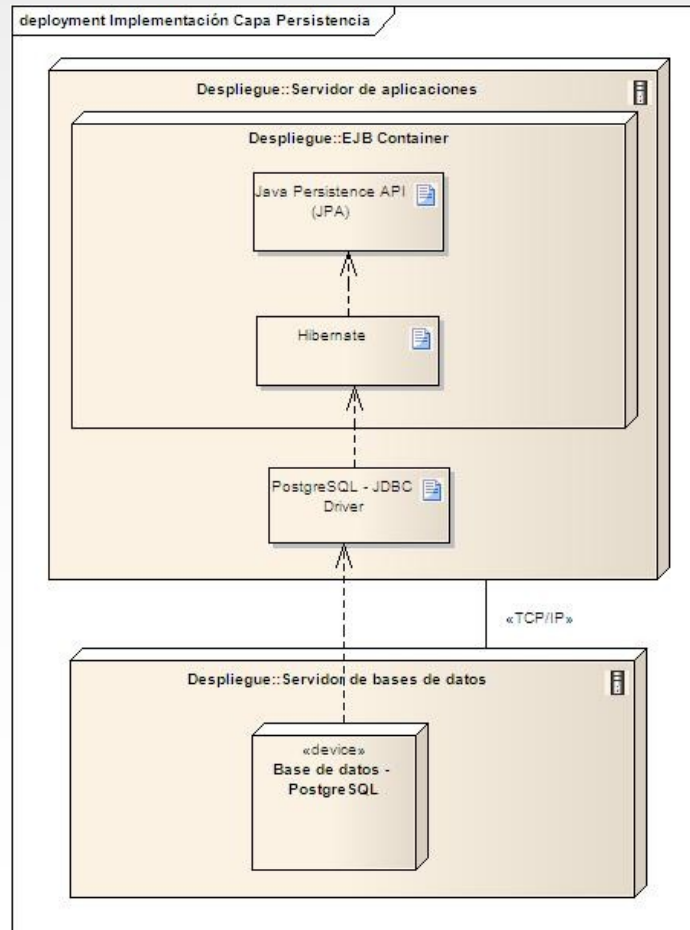 deployment Implementación Capa Persistencia
Despliegue::Servidor de aplicaciones
Despliegue::EJB Container
Java Persistence API
(JPA)
Hibernate
PostgreSQL - JDBC
Driver
«TCP/IP»
Despliegue::Servidor de bases de datos
«device»
Base de datos -
PostgreSQL